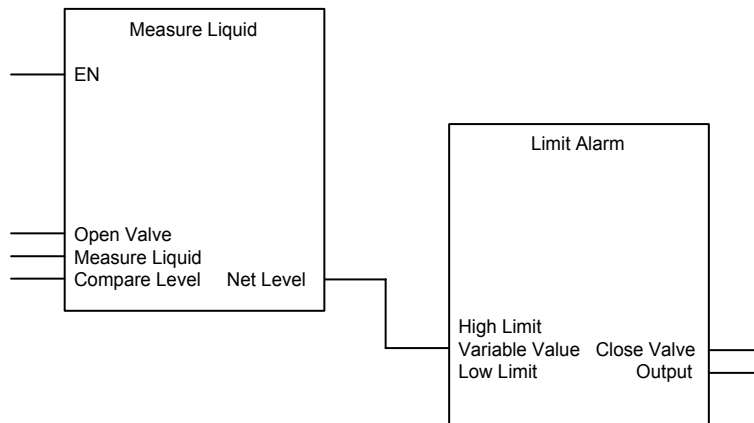 Measure Liquid
EN
Open Valve
Measure Liquid
Compare Level Net Level
Limit Alarm
High Limit
Variable Value Close Valve
Low Limit Output